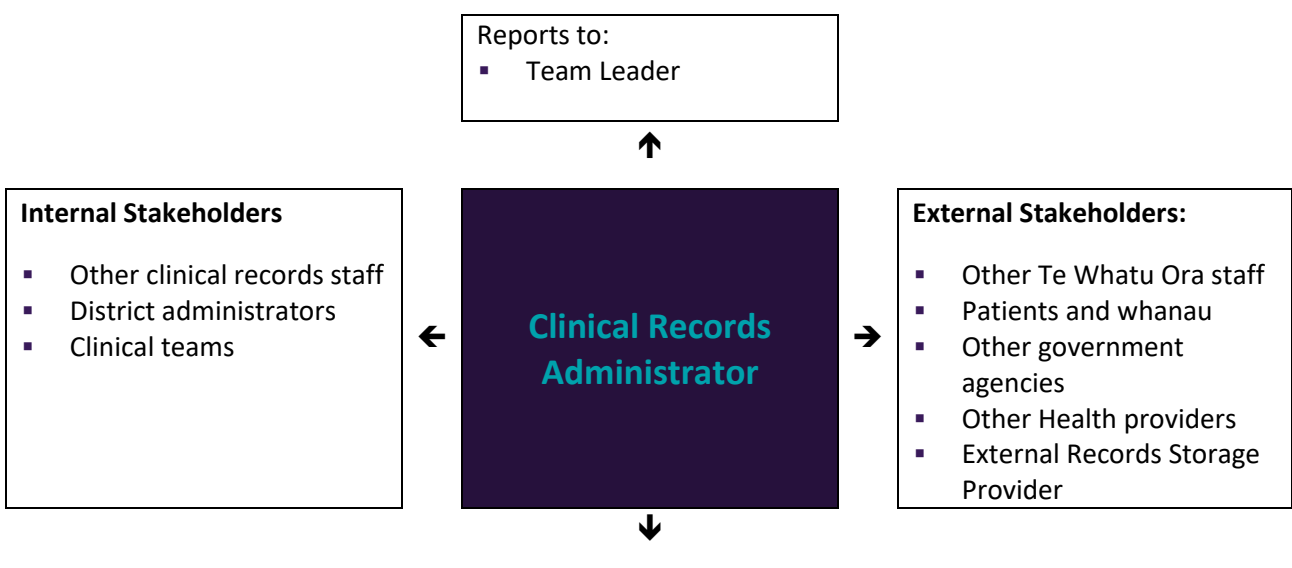 Reports to:
▪ Team Leader
Internal Stakeholders
▪ Other clinical records staff
▪ District administrators
▪ Clinical teams
Clinical Records
Administrator
External Stakeholders:
▪ Other Te Whatu Ora staff
▪ Patients and whanau
▪ Other government
agencies
▪ Other Health providers
▪ External Records Storage
Provider